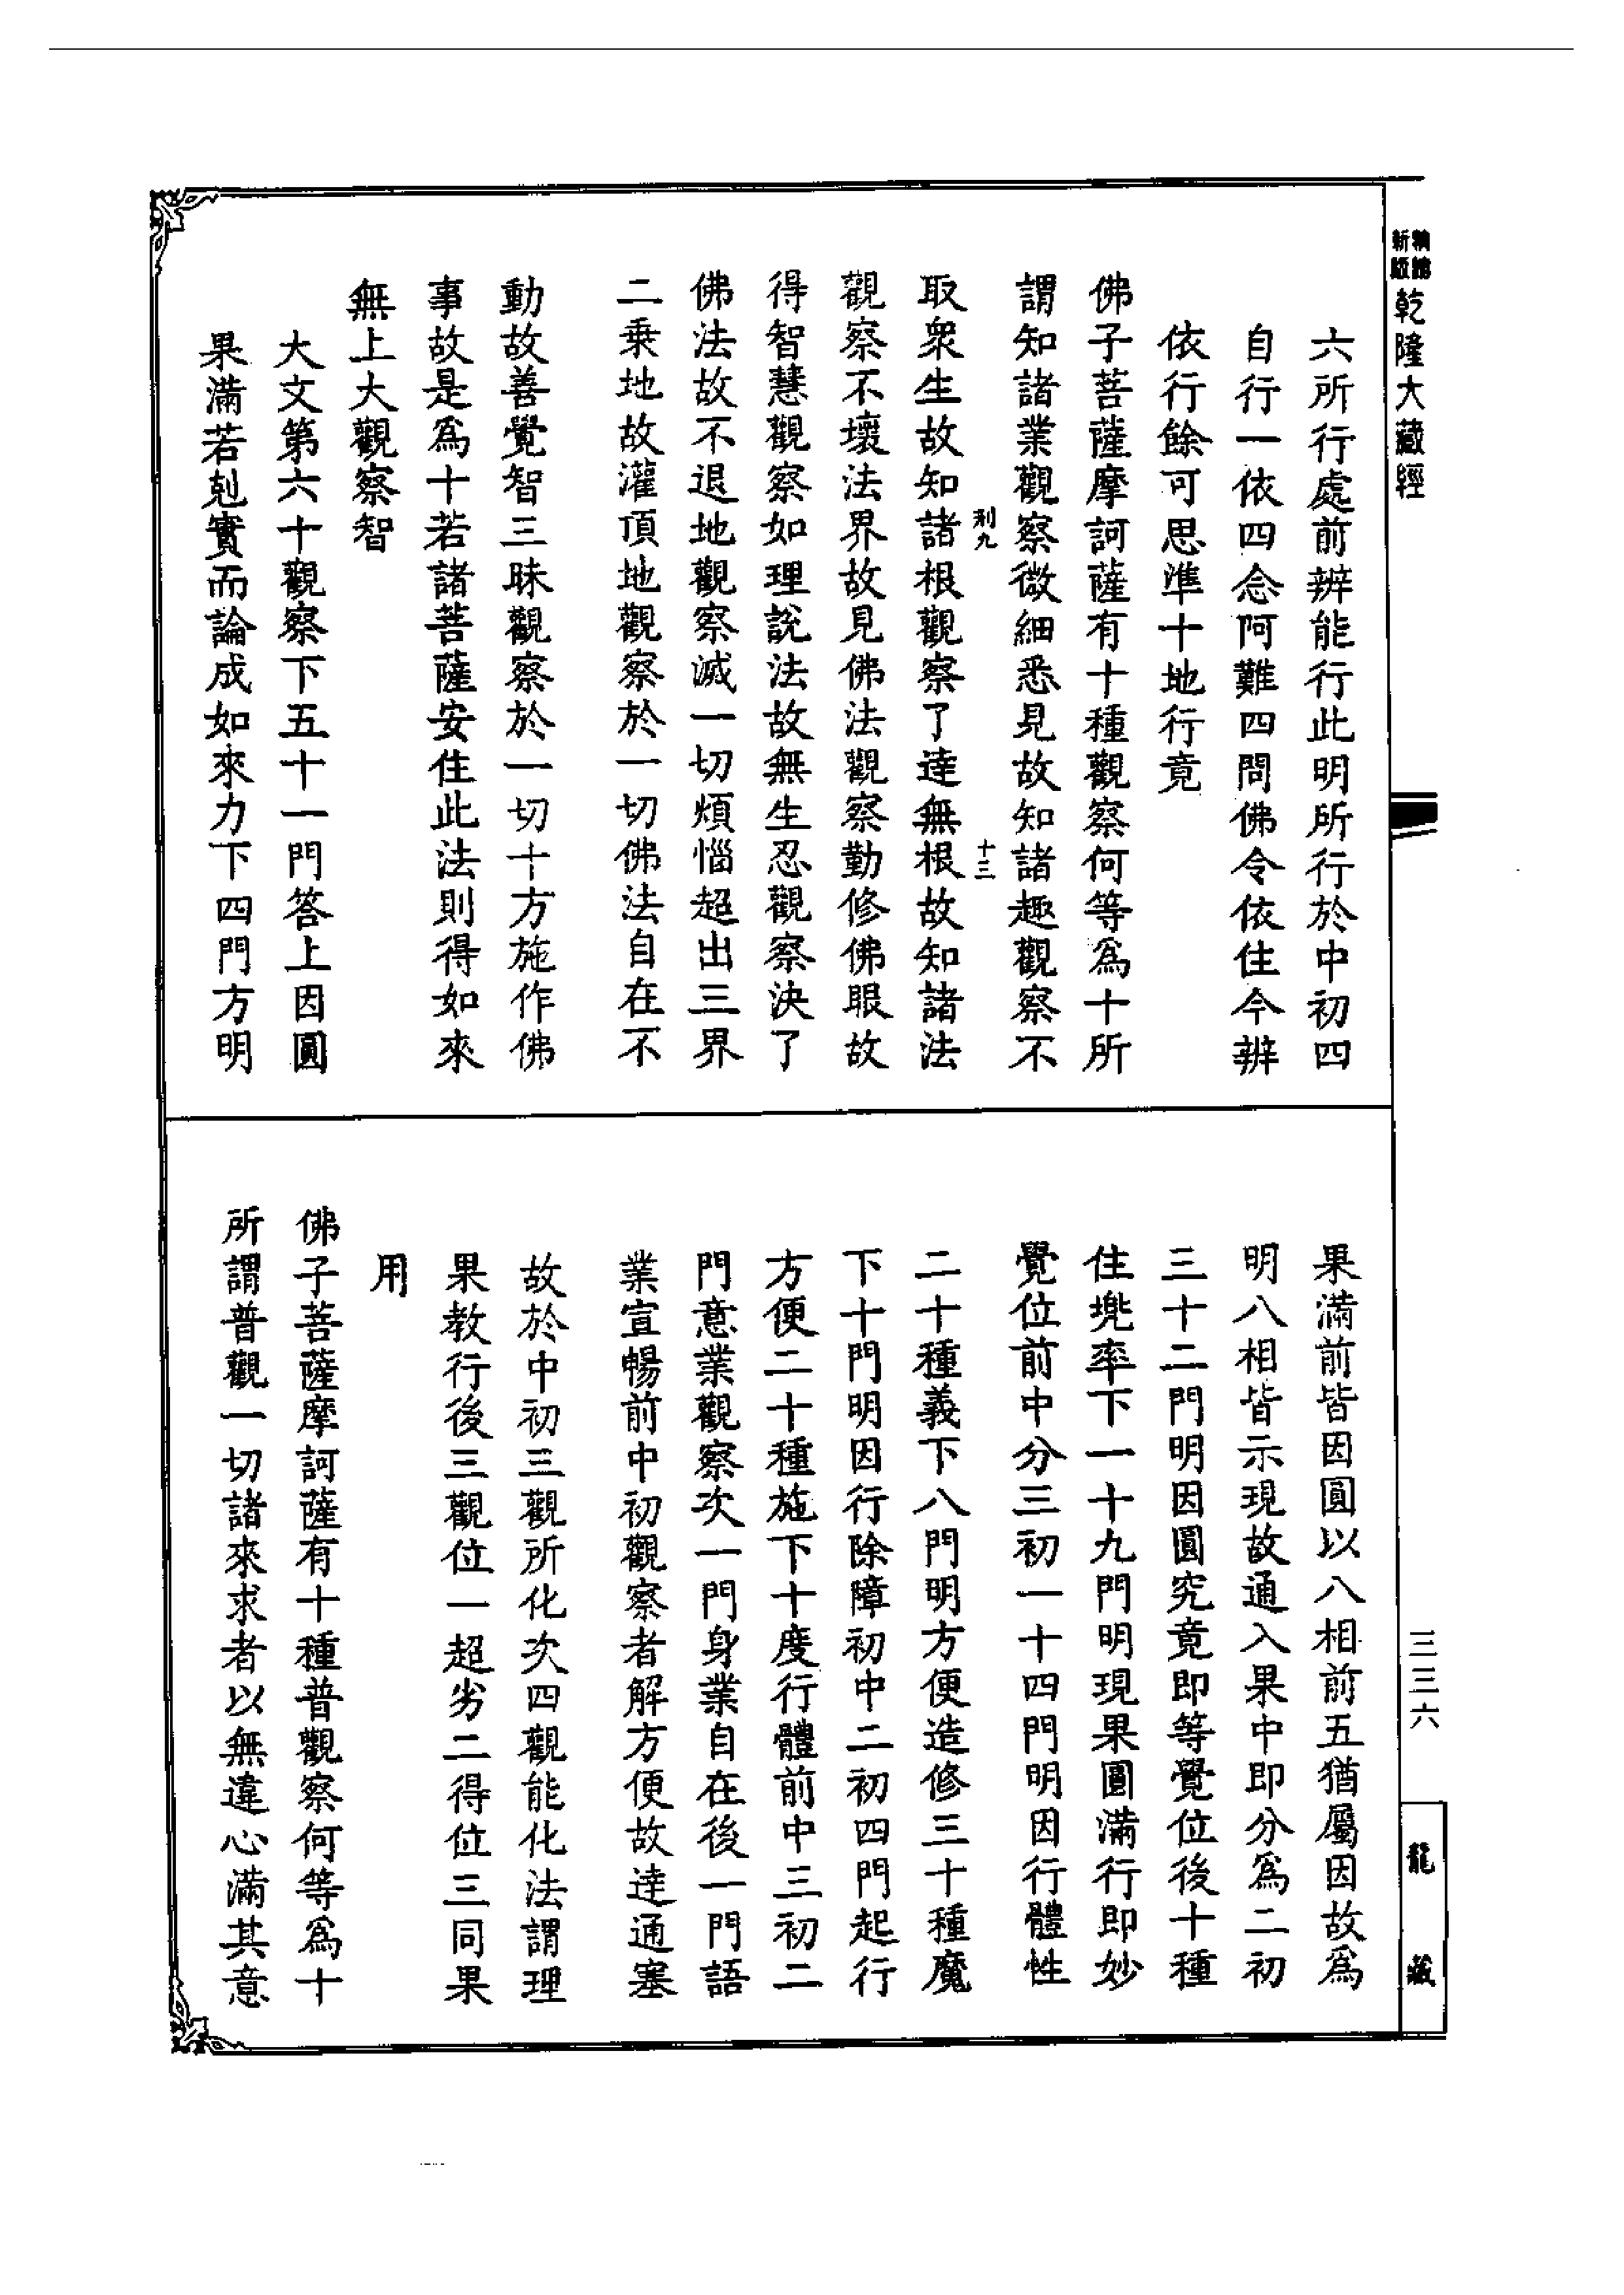 新版
精縮
乾隆大藏經
六所行處前辨能行此明所行於中初四
自行一依四念阿難四問佛令依住今辨
依行餘可思準十地行竟
佛子菩薩摩訶薩有十種觀察何等爲十所
謂知諸業觀察微細悉見故知諸趣觀察不
刹九
十三
取衆生故知諸根觀察了達無根故知諸法
觀察不壞法界故見佛法觀察勤修佛眼故
得智慧觀察如理説法故無生忍觀察決了
佛法故不退地觀察滅一切煩惱超出三界
二乗地故灌頂地觀察於一切佛法自在不
動故善覺智三昧觀察於一切十方施作佛
事故是爲十若諸菩薩安住此法則得如來
無上大觀察智
大文第六十觀察下五十一門答上因圓
果滿若剋實而論成如來力下四門方明
果滿前皆因圓以八相前五猶屬因故爲
明八相皆示現故通入果中即分爲二初
三十二門明因圓究竟即等覺位後十種
住兠率下一十九門明現果圓滿行即妙
覺位前中分三初一十四門明因行體性
二十種義下八門明方便造修三十種魔
下十門明因行除障初中二初四門起行
方便二十種施下十度行體前中三初二
門意業觀察次一門身業自在後一門語
業宣暢前中初觀察者解方便故達通塞
故於中初三觀所化次四觀能化法謂理
果教行後三觀位一超劣二得位三同果
用
佛子菩薩摩訶薩有十種普觀察何等爲十
所謂普觀一切諸來求者以無違心滿其意
三三六
龍藏